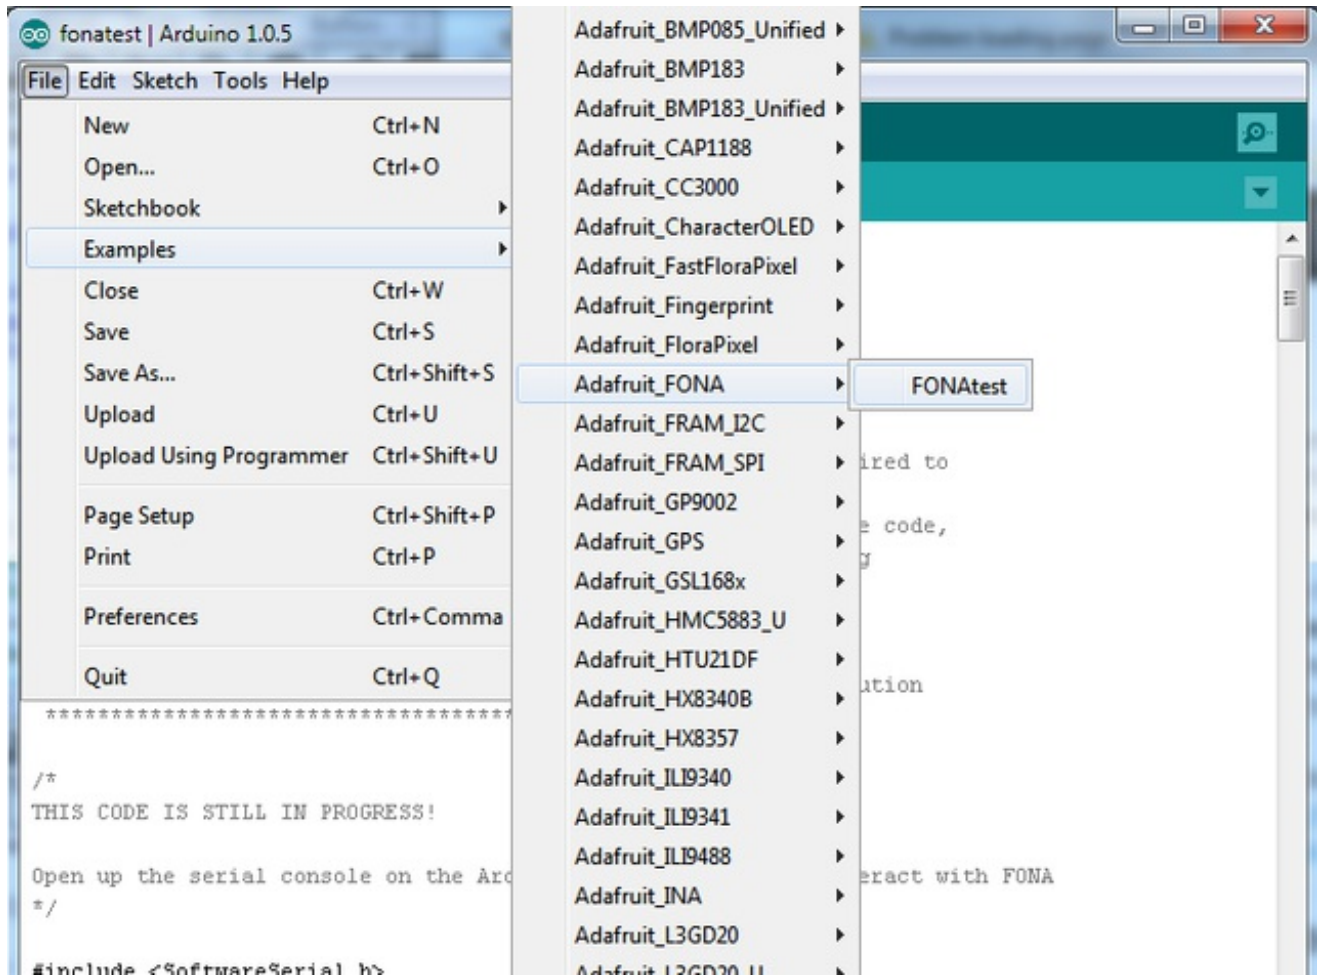 fonatest | Arduino 1.0.5
File Edit Sketch Tools Help
New Ctrl+N
Open... Ctrl+O
Sketchbook
Examples
Close Ctrl+W
Save Ctrl+S
Save As... Ctrl+Shift+S
Upload Ctrl+U
Upload Using Programmer Ctrl+Shift+U
Page Setup Ctrl+Shift+P
Print Ctrl+P
Preferences Ctrl+Comma
Quit Ctrl+Q
Adafruit_BMP085_Unified
Adafruit_BMP183
Adafruit_BMP183_Unified
Adafruit_CAP1188
Adafruit_CC3000
Adafruit_CharacterOLED
Adafruit_FastFloraPixel
Adafruit_Fingerprint
Adafruit_FloraPixel
Adafruit_FONA
Adafruit_FRAM_I2C
Adafruit_FRAM_SPI
Adafruit_GP9002
Adafruit_GPS
Adafruit_GSL168x
Adafruit_HMC5883_U
Adafruit_HTU21DF
Adafruit_HX8340B
Adafruit_HX8357
Adafruit_ILI9340
Adafruit_ILI9341
Adafruit_ILI9488
Adafruit_INA
Adafruit_L3GD20
Adafruit_L3GD20_U
FONAtest
ired to
e code,
g
ution
************************************
/*
THIS CODE IS STILL IN PROGRESS!
Open up the serial console on the Ard eract with FONA
*/
#include <SoftwareSerial.h>